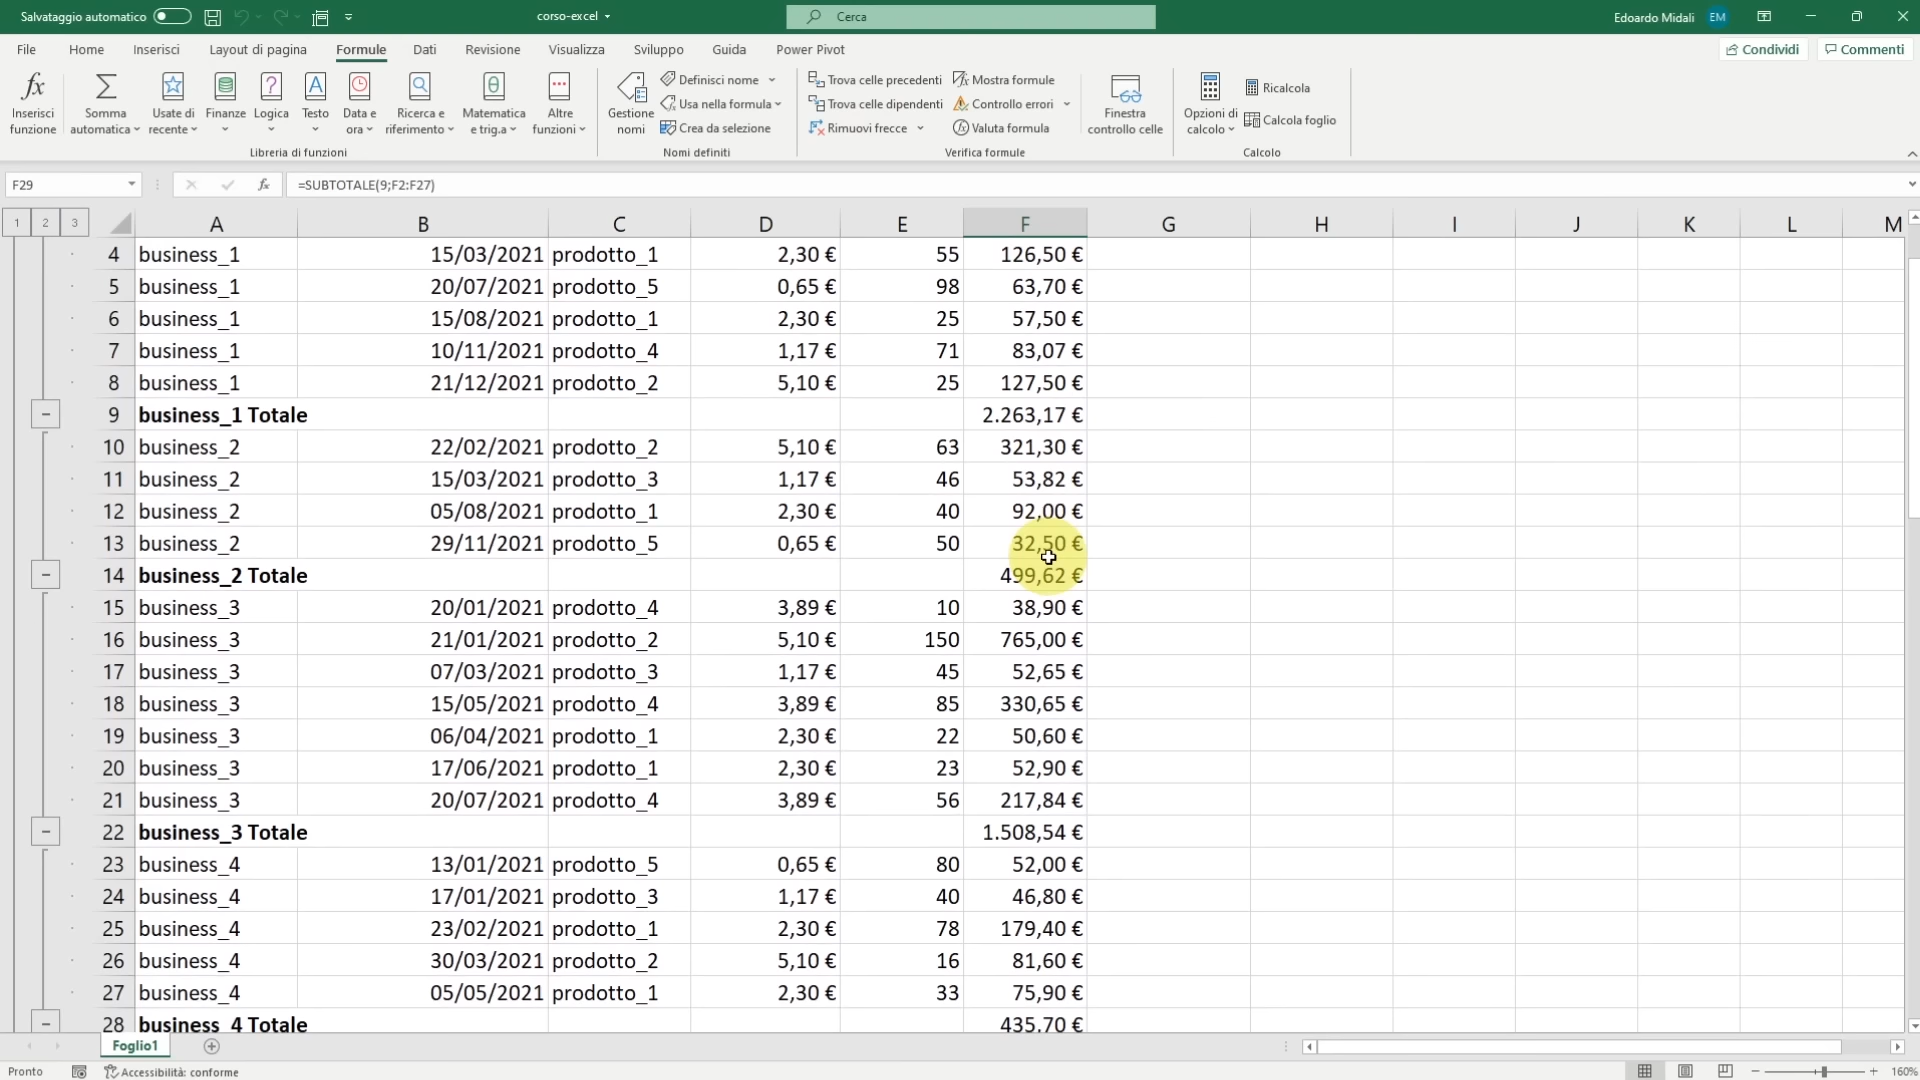 Salvataggio automatico
corso-excel
Cerca
Edoardo Midali EM
File Home Inserisci Layout di pagina Formule Dati Revisione Visualizza Sviluppo Guida Power Pivot Condividi Commenti
Inserisci funzione
Somma automatica
Usate di recente
Finanze
Logica
Testo
Data e ora
Ricerca e riferimento
Matematica e trig.a
Altre funzioni
Libreria di funzioni
Gestione nomi
Definisci nome
Usa nella formula
Crea da selezione
Nomi definiti
Trova celle precedenti
Trova celle dipendenti
Rimuovi frecce
Mostra formule
Controllo errori
Valuta formula
Verifica formule
Finestra controllo celle
Opzioni di calcolo
Ricalcola
Calcola foglio
Calcolo
F29 fx =SUBTOTALE(9;F2:F27)
1 2 3 A B C D E F G H I J K L M
4 business_1 15/03/2021 prodotto_1 2,30 € 55 126,50 €
5 business_1 20/07/2021 prodotto_5 0,65 € 98 63,70 €
6 business_1 15/08/2021 prodotto_1 2,30 € 25 57,50 €
7 business_1 10/11/2021 prodotto_4 1,17 € 71 83,07 €
8 business_1 21/12/2021 prodotto_2 5,10 € 25 127,50 €
9 business_1 Totale 2.263,17 €
10 business_2 22/02/2021 prodotto_2 5,10 € 63 321,30 €
11 business_2 15/03/2021 prodotto_3 1,17 € 46 53,82 €
12 business_2 05/08/2021 prodotto_1 2,30 € 40 92,00 €
13 business_2 29/11/2021 prodotto_5 0,65 € 50 32,50 €
14 business_2 Totale 499,62 €
15 business_3 20/01/2021 prodotto_4 3,89 € 10 38,90 €
16 business_3 21/01/2021 prodotto_2 5,10 € 150 765,00 €
17 business_3 07/03/2021 prodotto_3 1,17 € 45 52,65 €
18 business_3 15/05/2021 prodotto_4 3,89 € 85 330,65 €
19 business_3 06/04/2021 prodotto_1 2,30 € 22 50,60 €
20 business_3 17/06/2021 prodotto_1 2,30 € 23 52,90 €
21 business_3 20/07/2021 prodotto_4 3,89 € 56 217,84 €
22 business_3 Totale 1.508,54 €
23 business_4 13/01/2021 prodotto_5 0,65 € 80 52,00 €
24 business_4 17/01/2021 prodotto_3 1,17 € 40 46,80 €
25 business_4 23/02/2021 prodotto_1 2,30 € 78 179,40 €
26 business_4 30/03/2021 prodotto_2 5,10 € 16 81,60 €
27 business_4 05/05/2021 prodotto_1 2,30 € 33 75,90 €
28 business_4 Totale 435,70 €
Foglio1
Pronto Accessibilità: conforme 160%